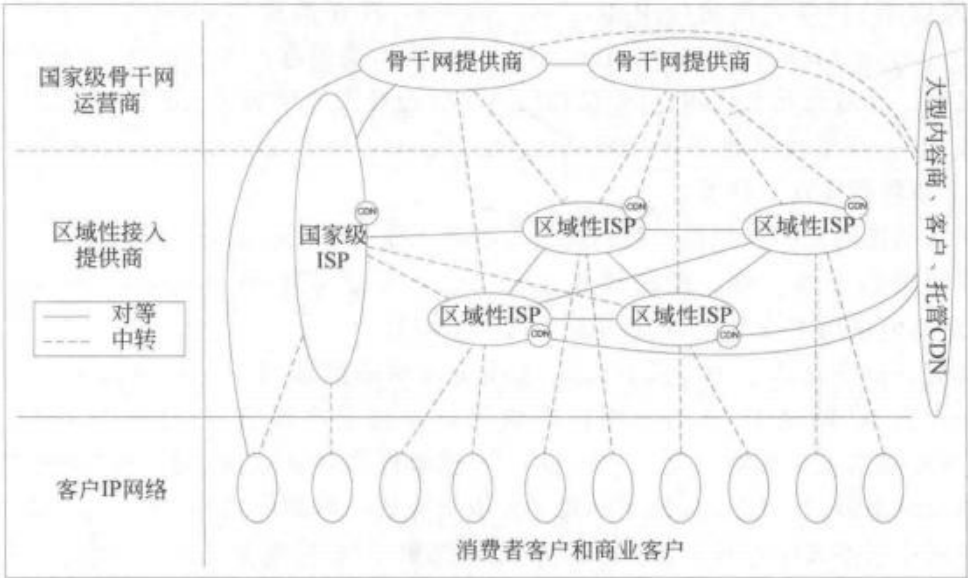 国家级骨干网
运营商
骨干网提供商
骨干网提供商
大型内容商、客户、托管CDN
区域性接入
提供商
CDN
国家级
ISP
区域性ISP
CDN
区域性ISP
CDN
区域性ISP
CDN
区域性ISP
CDN
对等
中转
客户IP网络
消费者客户和商业客户